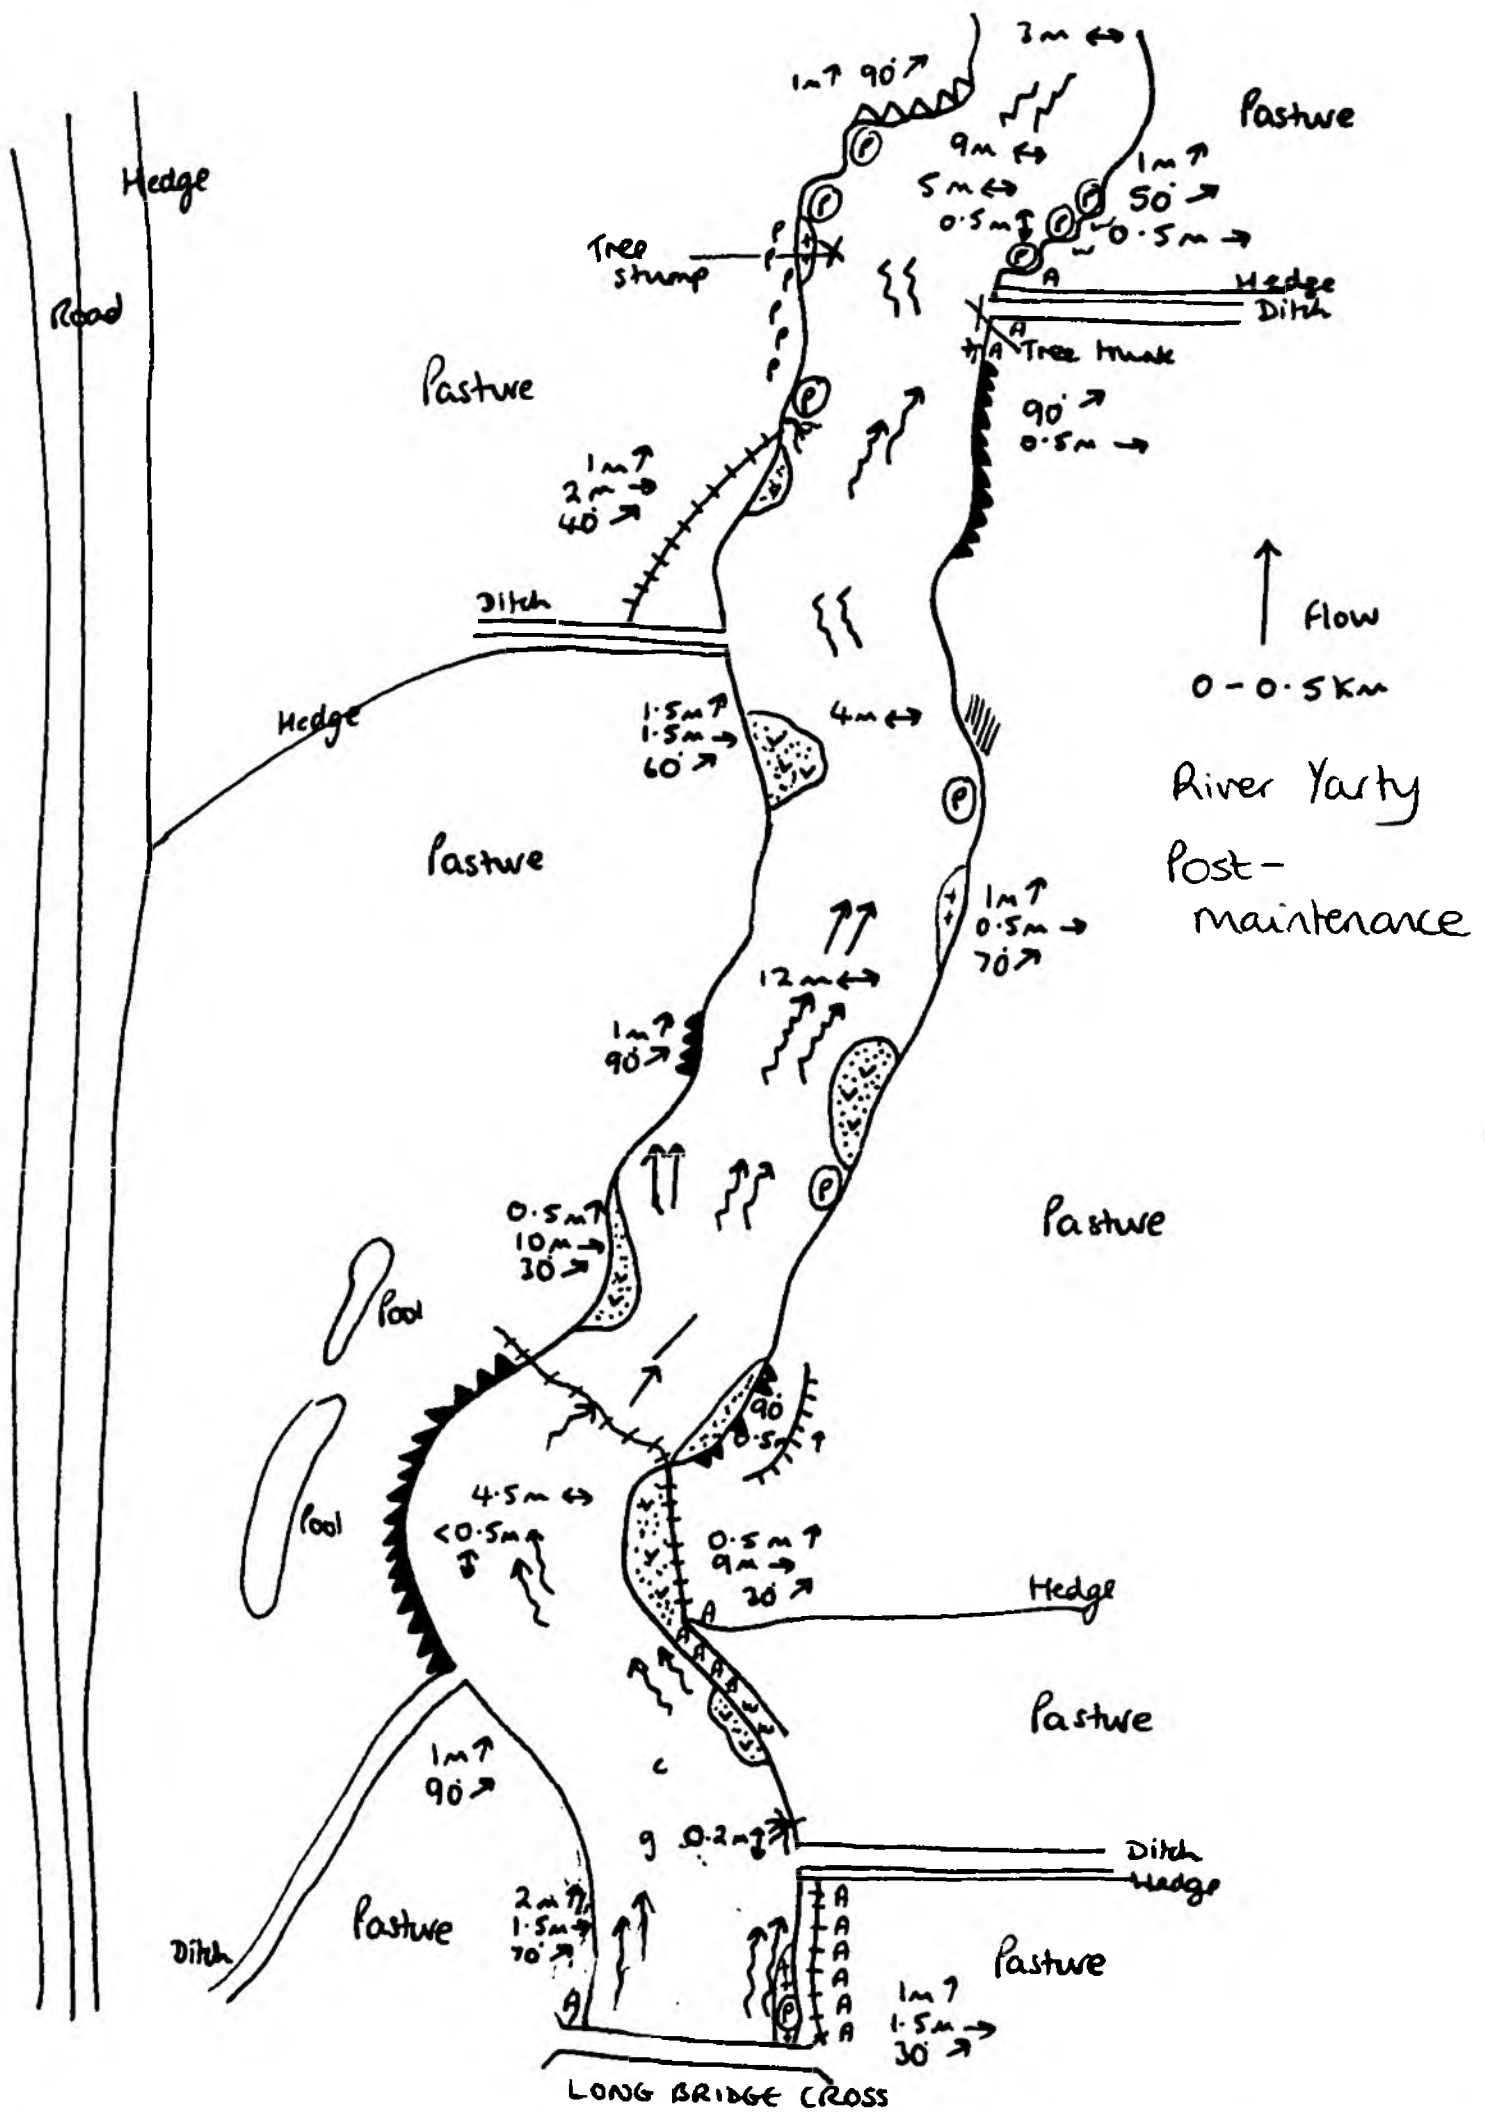 3m ↔
1m↑ 90°↗
Pasture
Hedge
9m ↔
1m ↑
5m ↔
50° ↗
0.5m ↕
0.5m →
P
P
P
P
P
w
w
Tree
stump
P
P
P
P
P
P
A
Hedge
Ditch
A
A
Tree trunk
Road
Pasture
P
90° ↗
0.5m →
1m ↑
2m →
40° ↗
Ditch
Flow
0-0.5km
Hedge
1.5m ↑
1.5m →
60° ↗
4m ↔
River Yarty
Post-
maintenance
P
Pasture
1m ↑
0.5m →
70° ↗
12m ↔
1m ↑
90° ↗
P
Pasture
0.5m ↑
10m →
30° ↗
Pool
90°
0.5m ↑
4.5m ↔
<0.5m
↕
Pool
0.5m ↑
9m →
30° ↗
Hedge
A
A
A
A
A
w
w
Pasture
1m ↑
90° ↗
c
g 0.2m ↕
Ditch
Hedge
2m ↑
1.5m →
70° ↗
Pasture
Ditch
A
A
A
A
A
A
A
P
Pasture
1m ↑
1.5m →
30° ↗
LONG BRIDGE CROSS